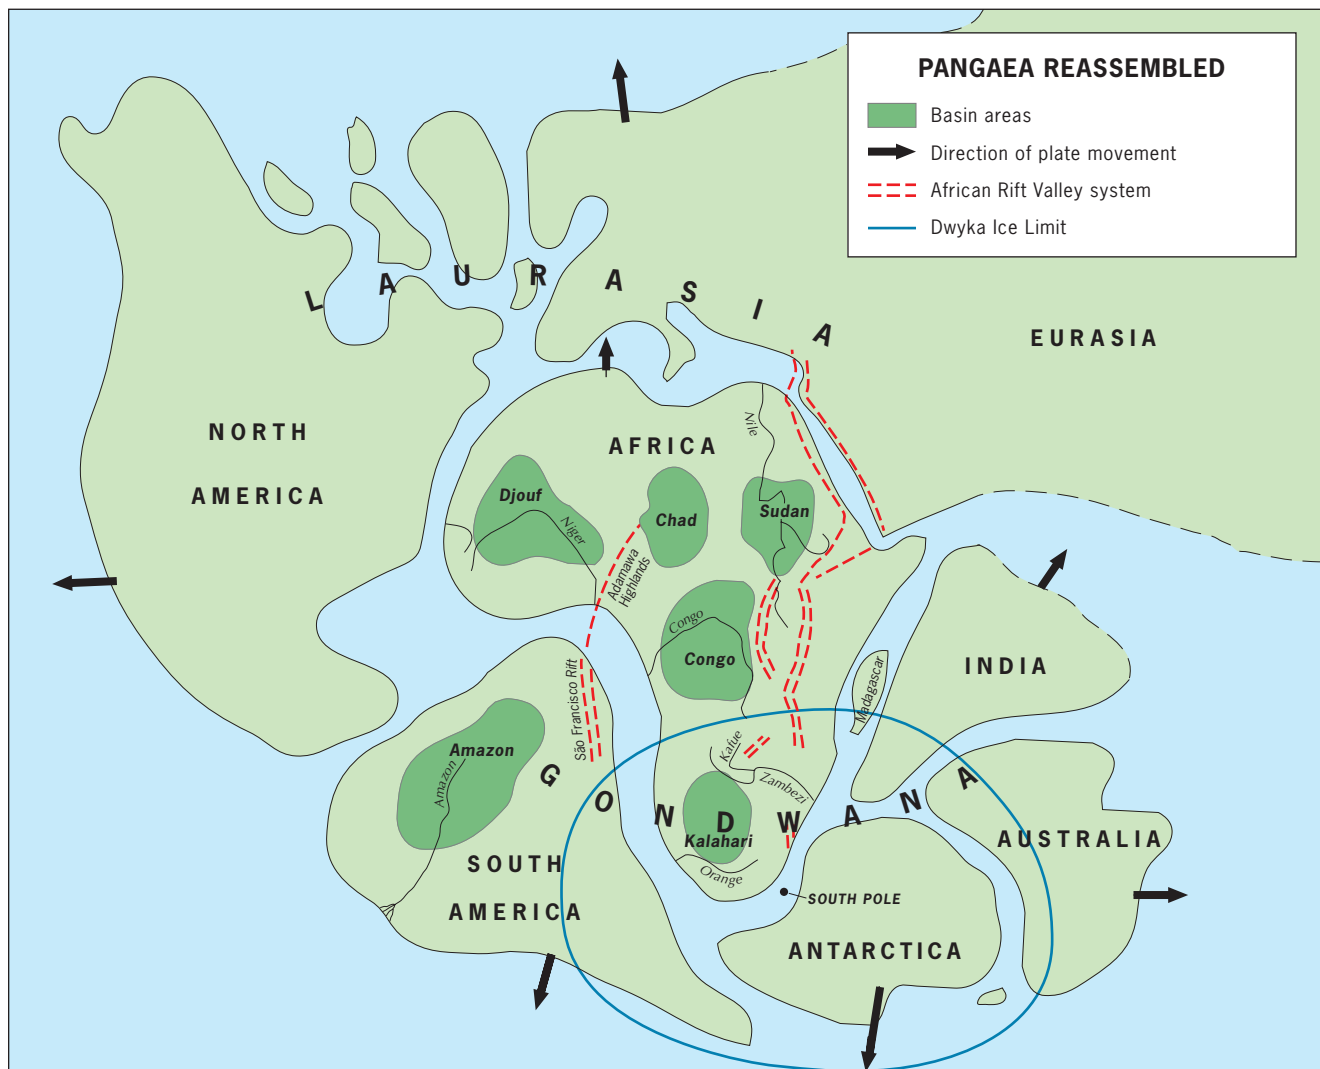 PANGAEA REASSEMBLED
Basin areas
Direction of plate movement
African Rift Valley system
Dwyka Ice Limit
LAURASIA
EURASIA
NORTH
AMERICA
AFRICA
Nile
Djouf
Niger
Chad
Sudan
Adamawa
Highlands
Congo
Congo
São Francisco Rift
INDIA
Madagascar
Amazon
Amazon
Kafue
Zambezi
GONDWANA
Kalahari
Orange
SOUTH
AMERICA
AUSTRALIA
SOUTH POLE
ANTARCTICA